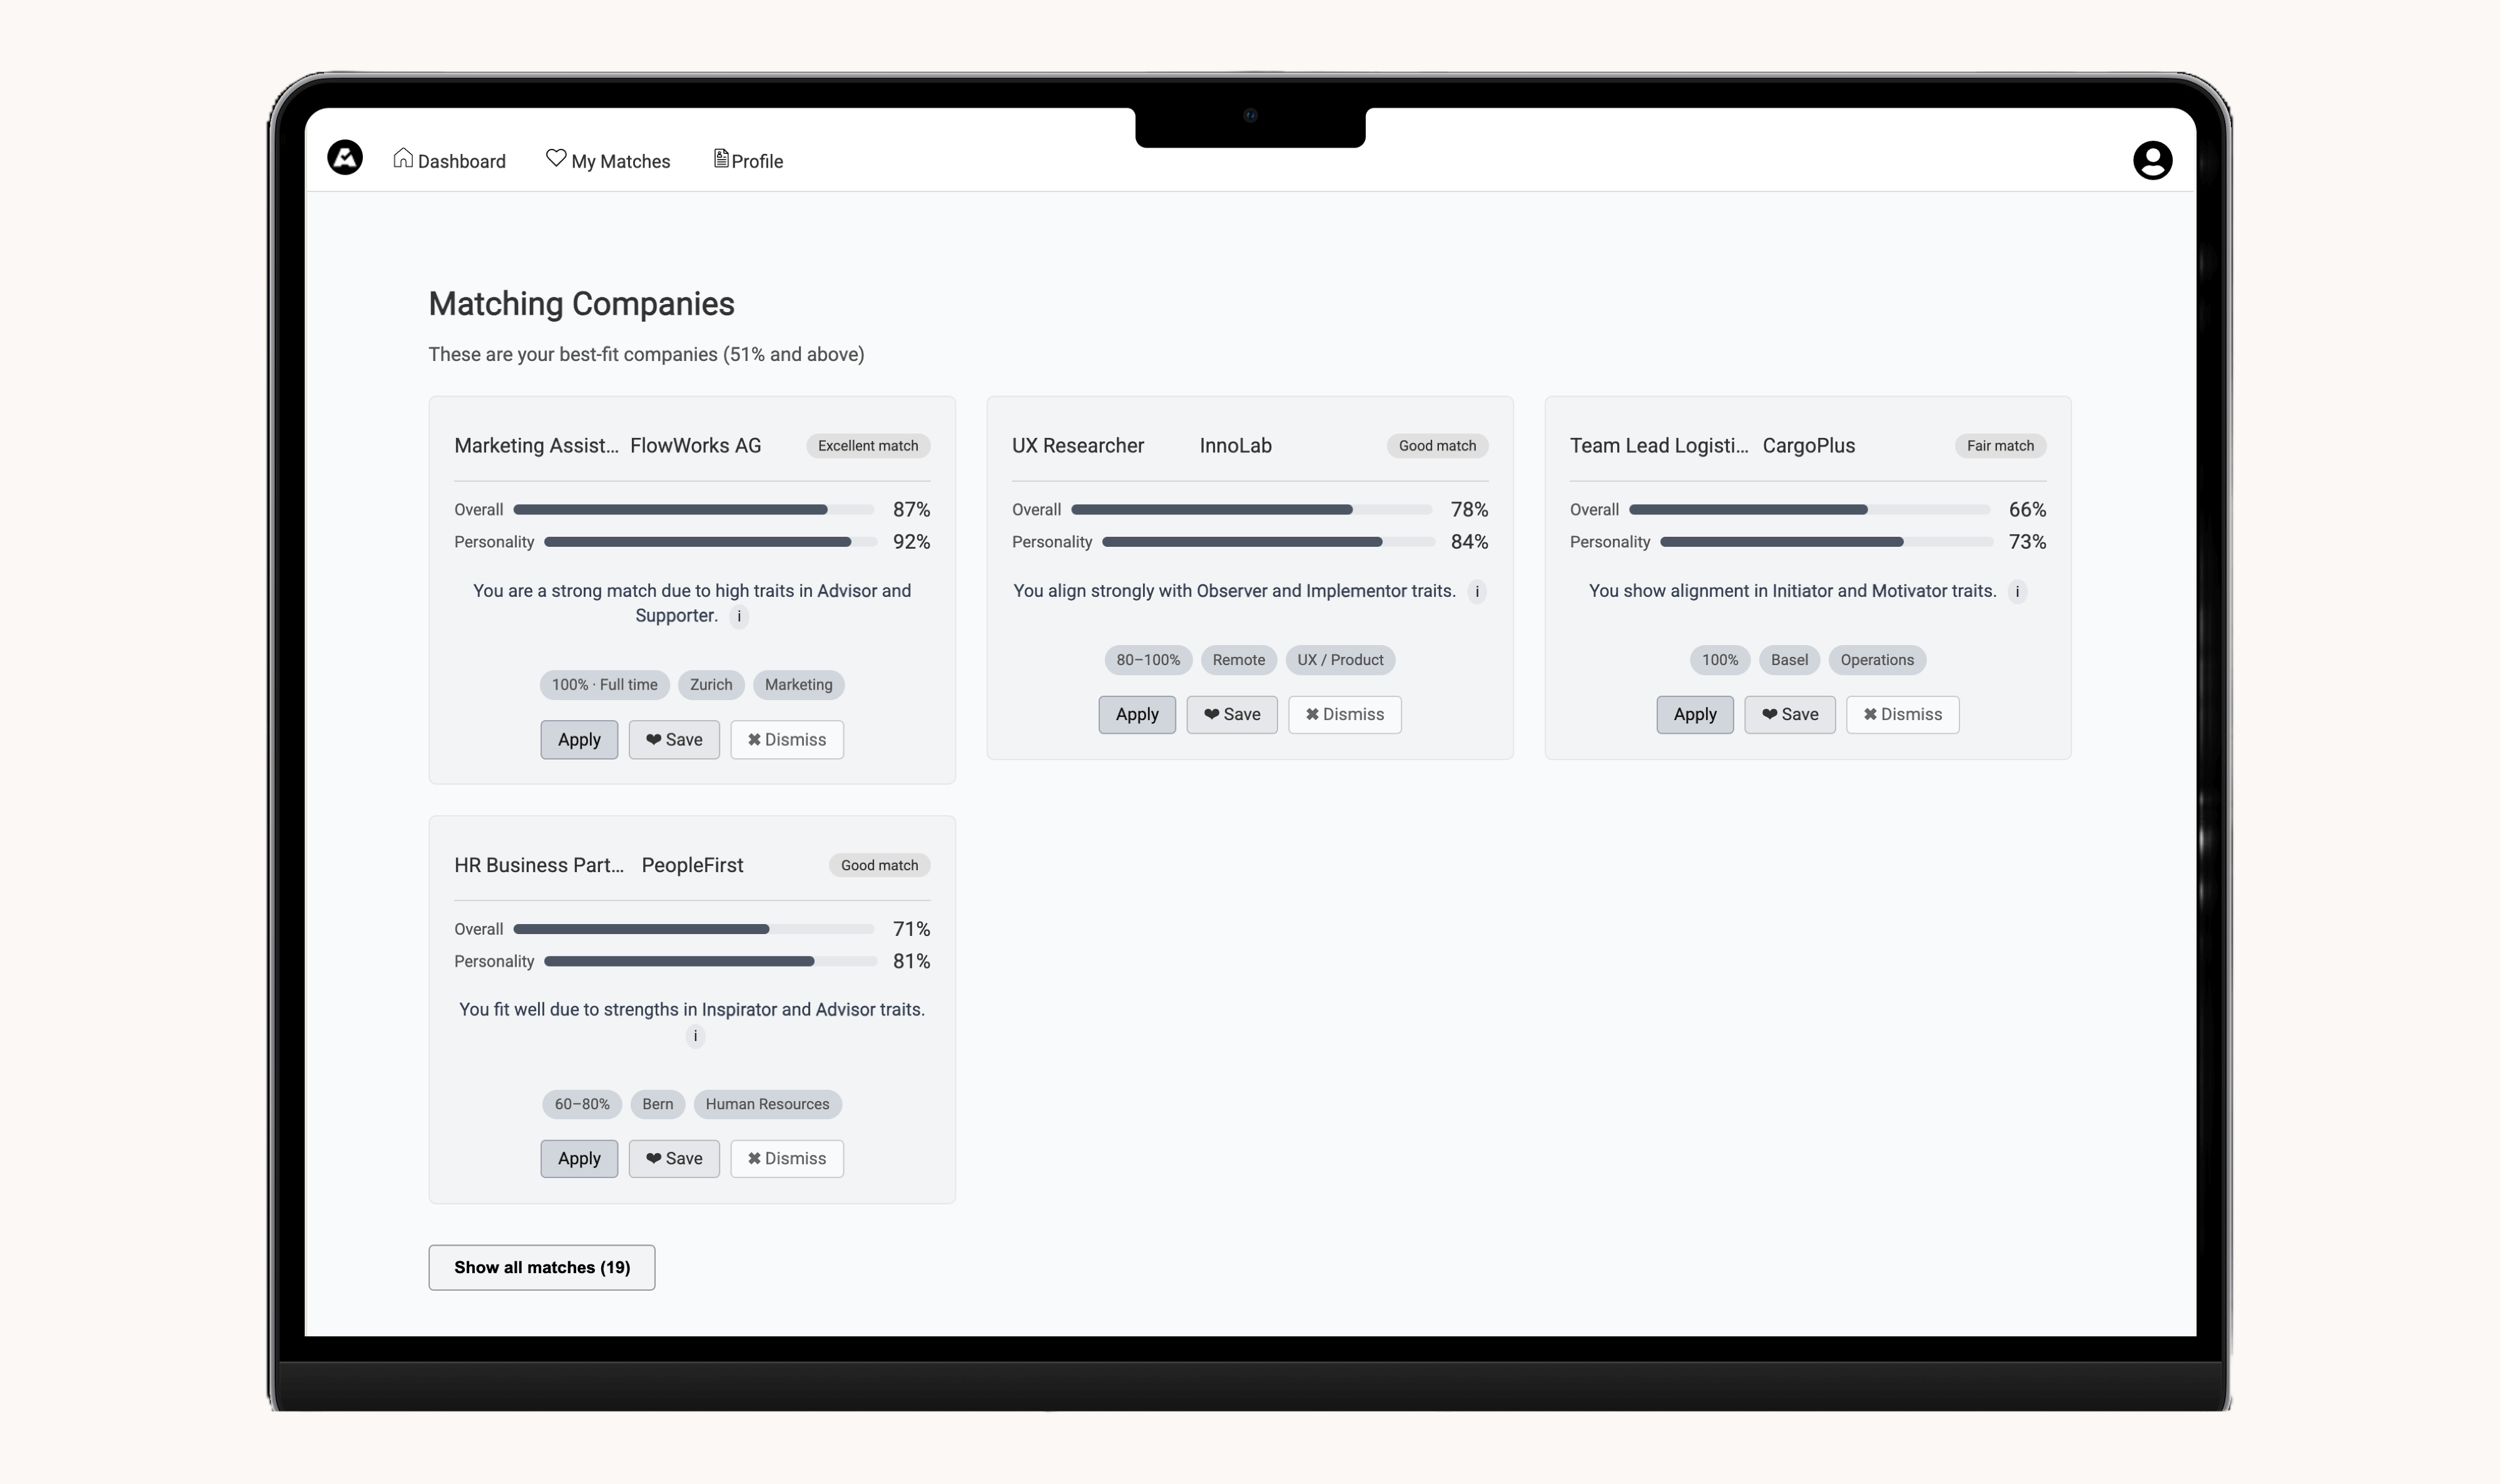 Dashboard
My Matches
Profile
Matching Companies
These are your best-fit companies (51% and above)
Marketing Assist... FlowWorks AG Excellent match
Overall 87%
Personality 92%
You are a strong match due to high traits in Advisor and
Supporter. i
100% · Full time Zurich Marketing
Apply ❤ Save ✖ Dismiss
UX Researcher InnoLab Good match
Overall 78%
Personality 84%
You align strongly with Observer and Implementor traits. i
80–100% Remote UX / Product
Apply ❤ Save ✖ Dismiss
Team Lead Logisti... CargoPlus Fair match
Overall 66%
Personality 73%
You show alignment in Initiator and Motivator traits. i
100% Basel Operations
Apply ❤ Save ✖ Dismiss
HR Business Part... PeopleFirst Good match
Overall 71%
Personality 81%
You fit well due to strengths in Inspirator and Advisor traits.
i
60–80% Bern Human Resources
Apply ❤ Save ✖ Dismiss
Show all matches (19)